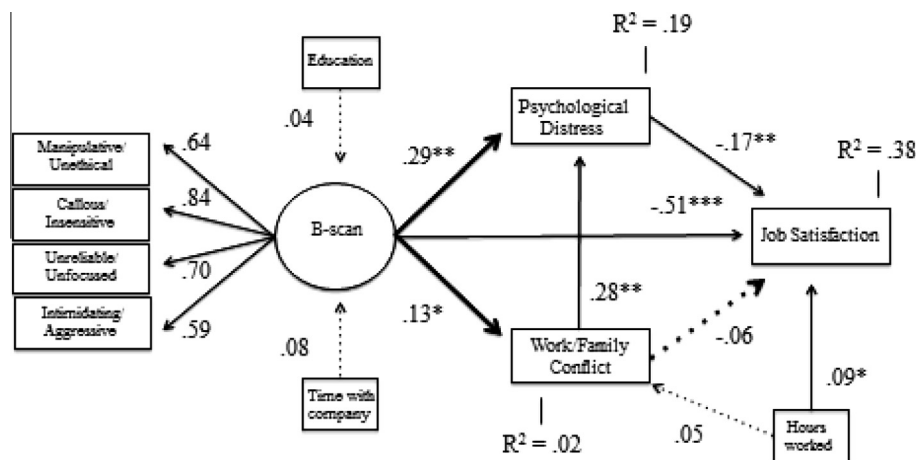 R² = .19
Education
Psychological
Distress
.04
.64
Manipulative/
Unethical
.29**
-.17**
R² = .38
.84
Callous/
Insensitive
B-scan
-.51***
Job Satisfaction
Unreliable/
Unfocused
.70
.28**
Intimidating/
Aggressive
.59
.13*
.08
Work/Family
Conflict
-.06
.09*
Time with
company
.05
Hours
worked
R² = .02